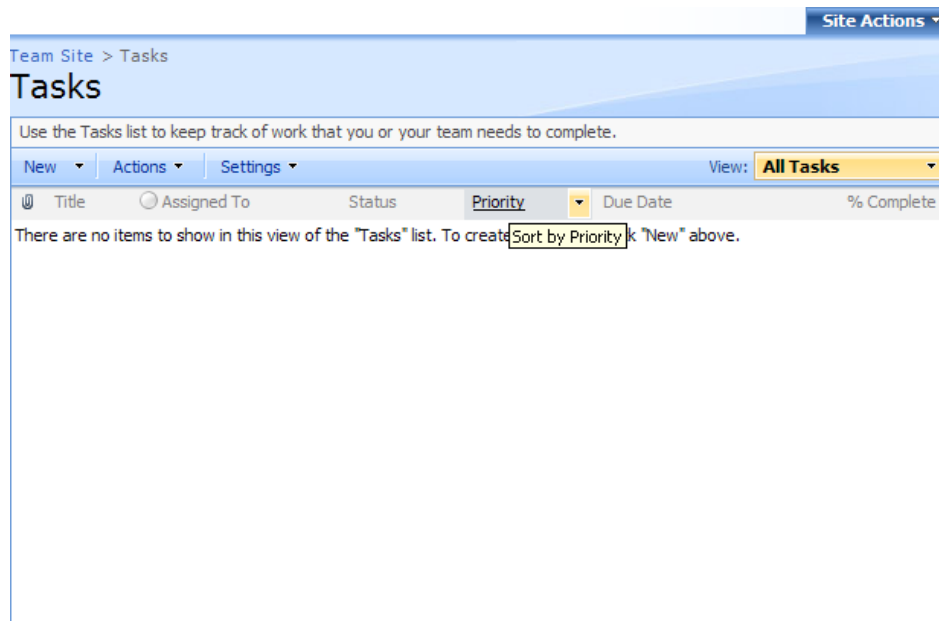 Site Actions
Team Site > Tasks
Tasks
Use the Tasks list to keep track of work that you or your team needs to complete.
New Actions Settings View: All Tasks
Title Assigned To Status Priority Due Date % Complete
There are no items to show in this view of the "Tasks" list. To create Sort by Priority "New" above.